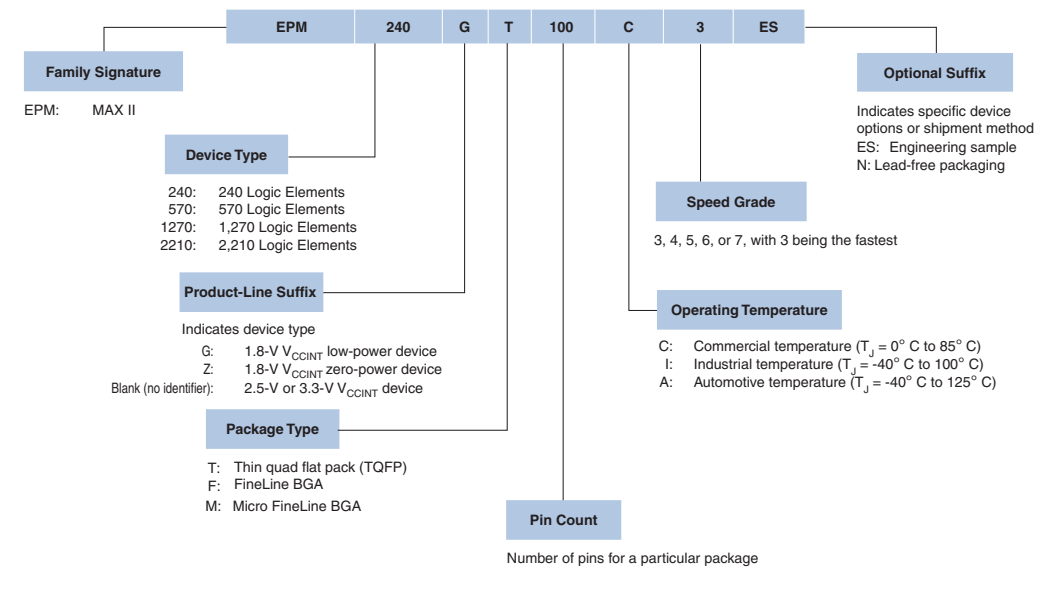 EPM 240 G T 100 C 3 ES
Family Signature
EPM: MAX II
Optional Suffix
Indicates specific device
options or shipment method
ES: Engineering sample
N: Lead-free packaging
Device Type
240: 240 Logic Elements
570: 570 Logic Elements
1270: 1,270 Logic Elements
2210: 2,210 Logic Elements
Speed Grade
3, 4, 5, 6, or 7, with 3 being the fastest
Product-Line Suffix
Indicates device type
G: 1.8-V VCCINT low-power device
Z: 1.8-V VCCINT zero-power device
Blank (no identifier): 2.5-V or 3.3-V VCCINT device
Operating Temperature
C: Commercial temperature (TJ = 0° C to 85° C)
I: Industrial temperature (TJ = -40° C to 100° C)
A: Automotive temperature (TJ = -40° C to 125° C)
Package Type
T: Thin quad flat pack (TQFP)
F: FineLine BGA
M: Micro FineLine BGA
Pin Count
Number of pins for a particular package